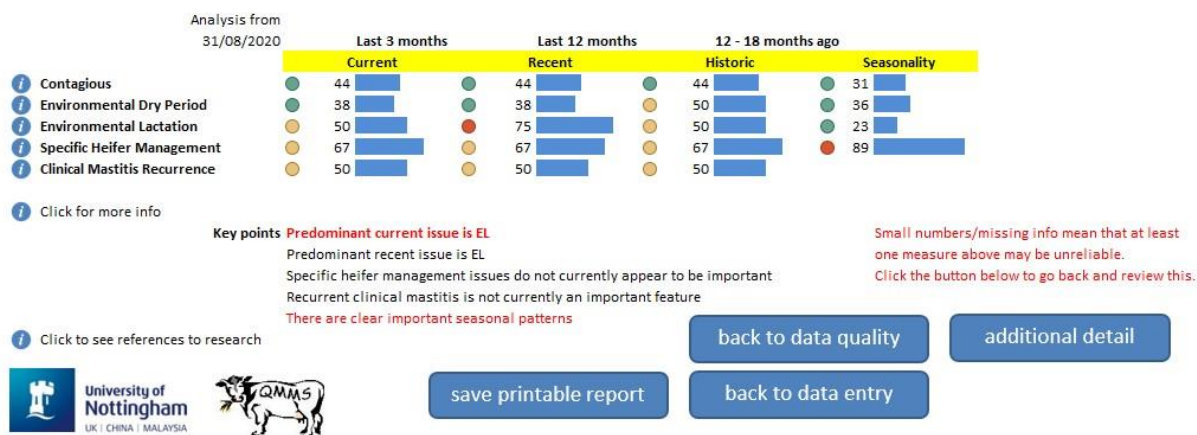 Analysis from
31/08/2020 Last 3 months Last 12 months 12 - 18 months ago
Current Recent Historic Seasonality
i Contagious 44 44 44 31
i Environmental Dry Period 38 38 50 36
i Environmental Lactation 50 75 50 23
i Specific Heifer Management 67 67 67 89
i Clinical Mastitis Recurrence 50 50 50
i Click for more info
Key points Predominant current issue is EL
Predominant recent issue is EL
Specific heifer management issues do not currently appear to be important
Recurrent clinical mastitis is not currently an important feature
There are clear important seasonal patterns
Small numbers/missing info mean that at least
one measure above may be unreliable.
Click the button below to go back and review this.
i Click to see references to research
back to data quality additional detail
save printable report back to data entry
University of
Nottingham
UK | CHINA | MALAYSIA
QMMS